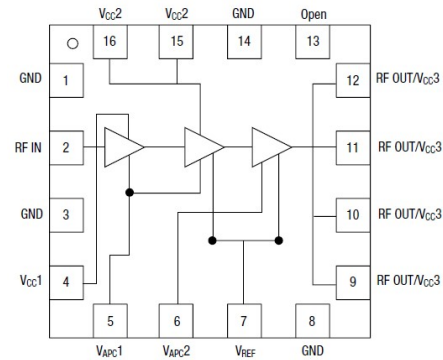 VCC2 VCC2 GND Open
16 15 14 13
GND 1 12 RF OUT/VCC3
RF IN 2 11 RF OUT/VCC3
GND 3 10 RF OUT/VCC3
VCC1 4 9 RF OUT/VCC3
5 6 7 8
VAPC1 VAPC2 VREF GND